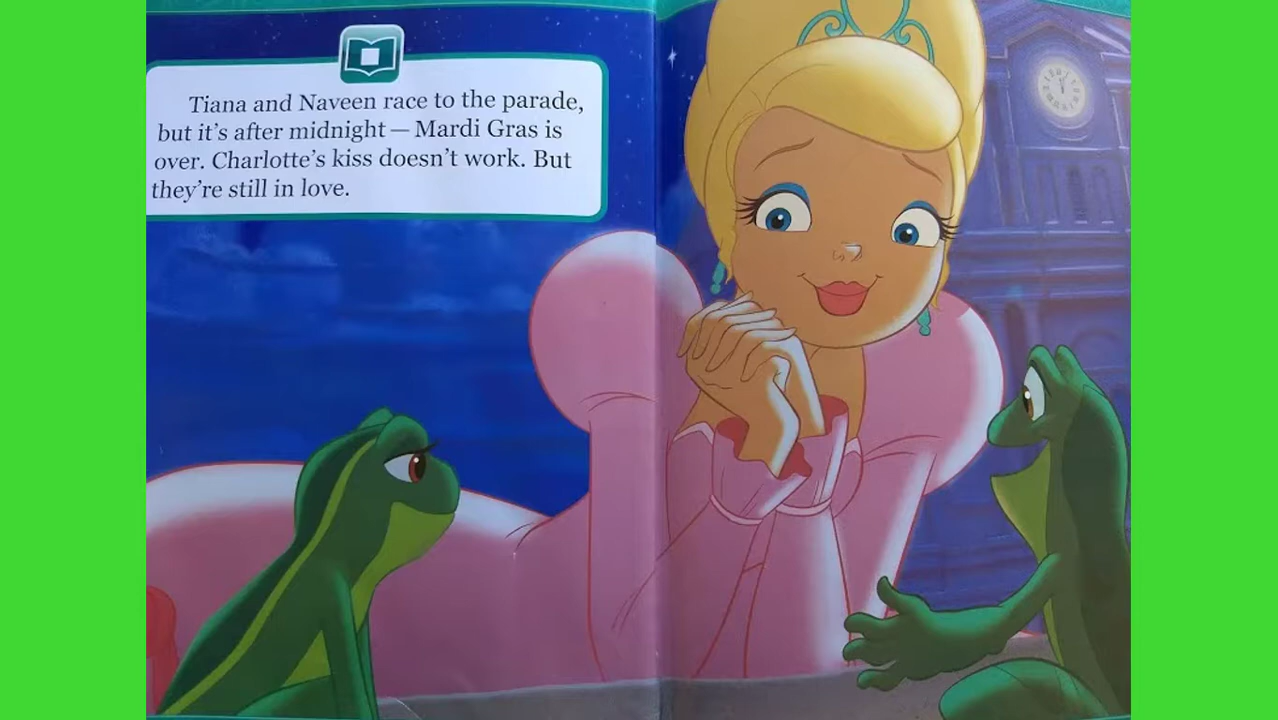 Tiana and Naveen race to the parade,
but it's after midnight — Mardi Gras is
over. Charlotte's kiss doesn't work. But
they're still in love.